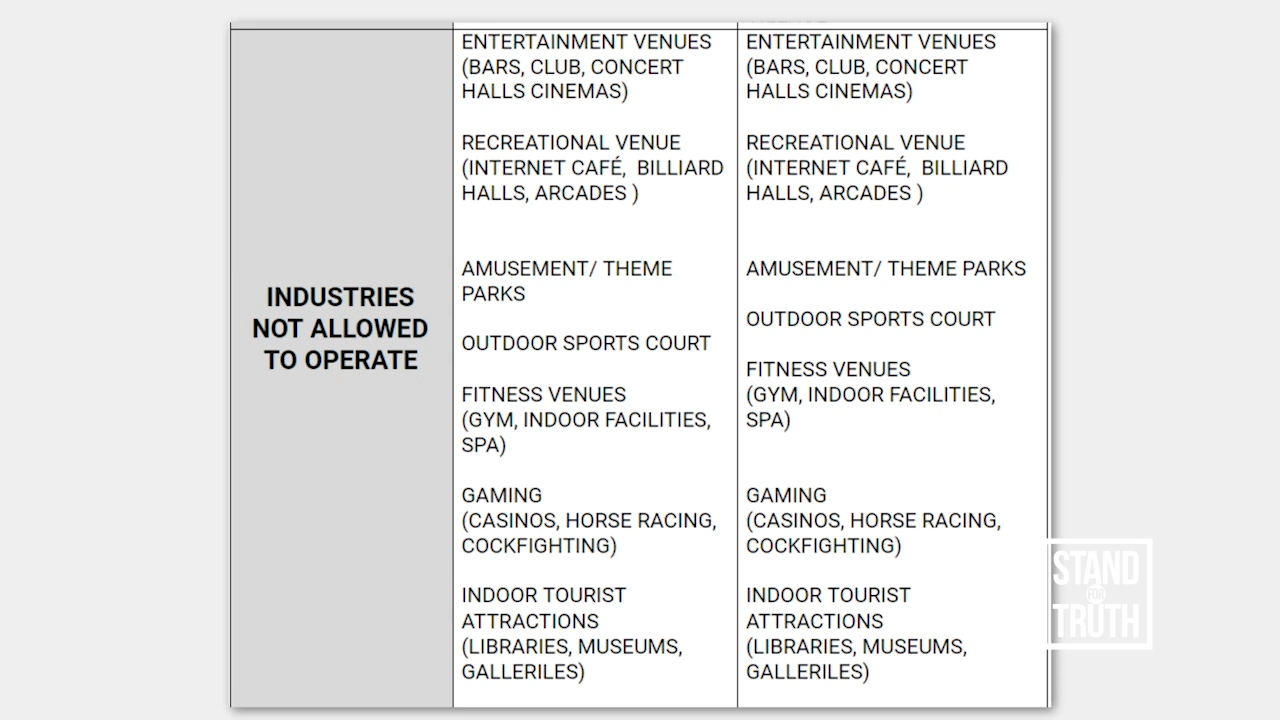 INDUSTRIES
NOT ALLOWED
TO OPERATE
ENTERTAINMENT VENUES
(BARS, CLUB, CONCERT
HALLS CINEMAS)
RECREATIONAL VENUE
(INTERNET CAFÉ, BILLIARD
HALLS, ARCADES )
AMUSEMENT/ THEME
PARKS
OUTDOOR SPORTS COURT
FITNESS VENUES
(GYM, INDOOR FACILITIES,
SPA)
GAMING
(CASINOS, HORSE RACING,
COCKFIGHTING)
INDOOR TOURIST
ATTRACTIONS
(LIBRARIES, MUSEUMS,
GALLERILES)
ENTERTAINMENT VENUES
(BARS, CLUB, CONCERT
HALLS CINEMAS)
RECREATIONAL VENUE
(INTERNET CAFÉ, BILLIARD
HALLS, ARCADES )
AMUSEMENT/ THEME PARKS
OUTDOOR SPORTS COURT
FITNESS VENUES
(GYM, INDOOR FACILITIES,
SPA)
GAMING
(CASINOS, HORSE RACING,
COCKFIGHTING)
INDOOR TOURIST
ATTRACTIONS
(LIBRARIES, MUSEUMS,
GALLERILES)
STAND
FOR
TRUTH